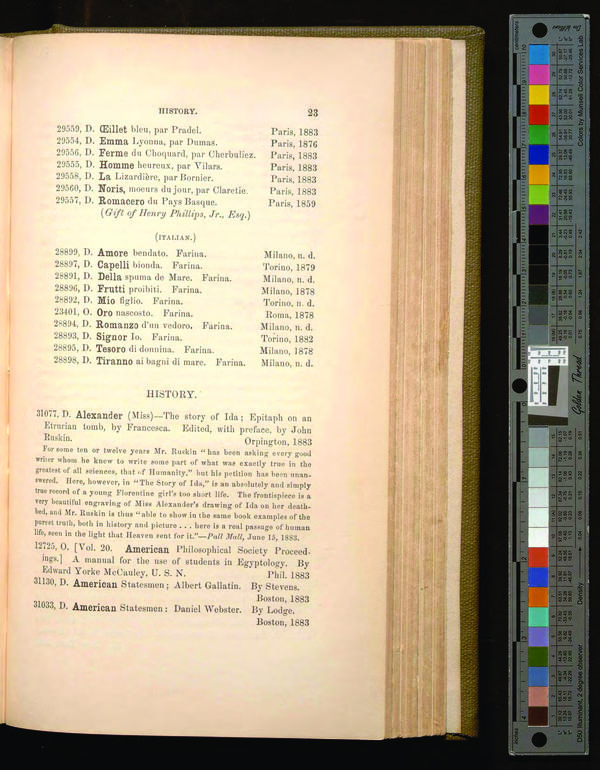 HISTORY. 23
29559, D. Œillet bleu, par Pradel. Paris, 1883
29554, D. Emma Lyonna, par Dumas. Paris, 1876
29556, D. Ferme du Choquard, par Cherbuliez. Paris, 1883
29555, D. Homme heureux, par Vilars. Paris, 1883
29558, D. La Lizardière, par Bornier. Paris, 1883
29560, D. Noris, moeurs du jour, par Claretie. Paris, 1883
29557, D. Romacero du Pays Basque. Paris, 1859
(Gift of Henry Phillips, Jr., Esq.)
(ITALIAN.)
28899, D. Amore bendato. Farina. Milano, n. d.
28897, D. Capelli bionda. Farina. Torino, 1879
28891, D. Della spuma de Mare. Farina. Milano, n. d.
28896, D. Frutti proibiti. Farina. Milano, 1878
28892, D. Mio figlio. Farina. Torino, n. d.
23401, O. Oro nascosto. Farina. Roma, 1878
28894, D. Romanzo d'un vedoro. Farina. Milano, n. d.
28893, D. Signor Io. Farina. Torino, 1882
28895, D. Tesoro di donnina. Farina. Milano, 1878
28898, D. Tiranno ai bagni di mare. Farina. Milano, n. d.
HISTORY.
31077, D. Alexander (Miss)—The story of Ida; Epitaph on an
Etrurian tomb, by Francesca. Edited, with preface, by John
Ruskin. Orpington, 1883
For some ten or twelve years Mr. Ruskin "has been asking every good
writer whom he knew to write some part of what was exactly true in the
greatest of all sciences, that of Humanity," but his petition has been unan-
swered. Here, however, in "The Story of Ida," is an absolutely and simply
true record of a young Florentine girl's too short life. The frontispiece is a
very beautiful engraving of Miss Alexander's drawing of Ida on her death-
bed, and Mr. Ruskin is thus "able to show in the same book examples of the
purest truth, both in history and picture . . . here is a real passage of human
life, seen in the light that Heaven sent for it."—Pall Mall, June 15, 1883.
12725, O. [Vol. 20. American Philosophical Society Proceed-
ings.] A manual for the use of students in Egyptology. By
Edward Yorke McCauley, U. S. N. Phil. 1883
31130, D. American Statesmen; Albert Gallatin. By Stevens.
Boston, 1883
31033, D. American Statesmen: Daniel Webster. By Lodge.
Boston, 1883
Colors by Munsell Color Services Lab
Golden Thread
Density
D50 Illuminant, 2 degree observer